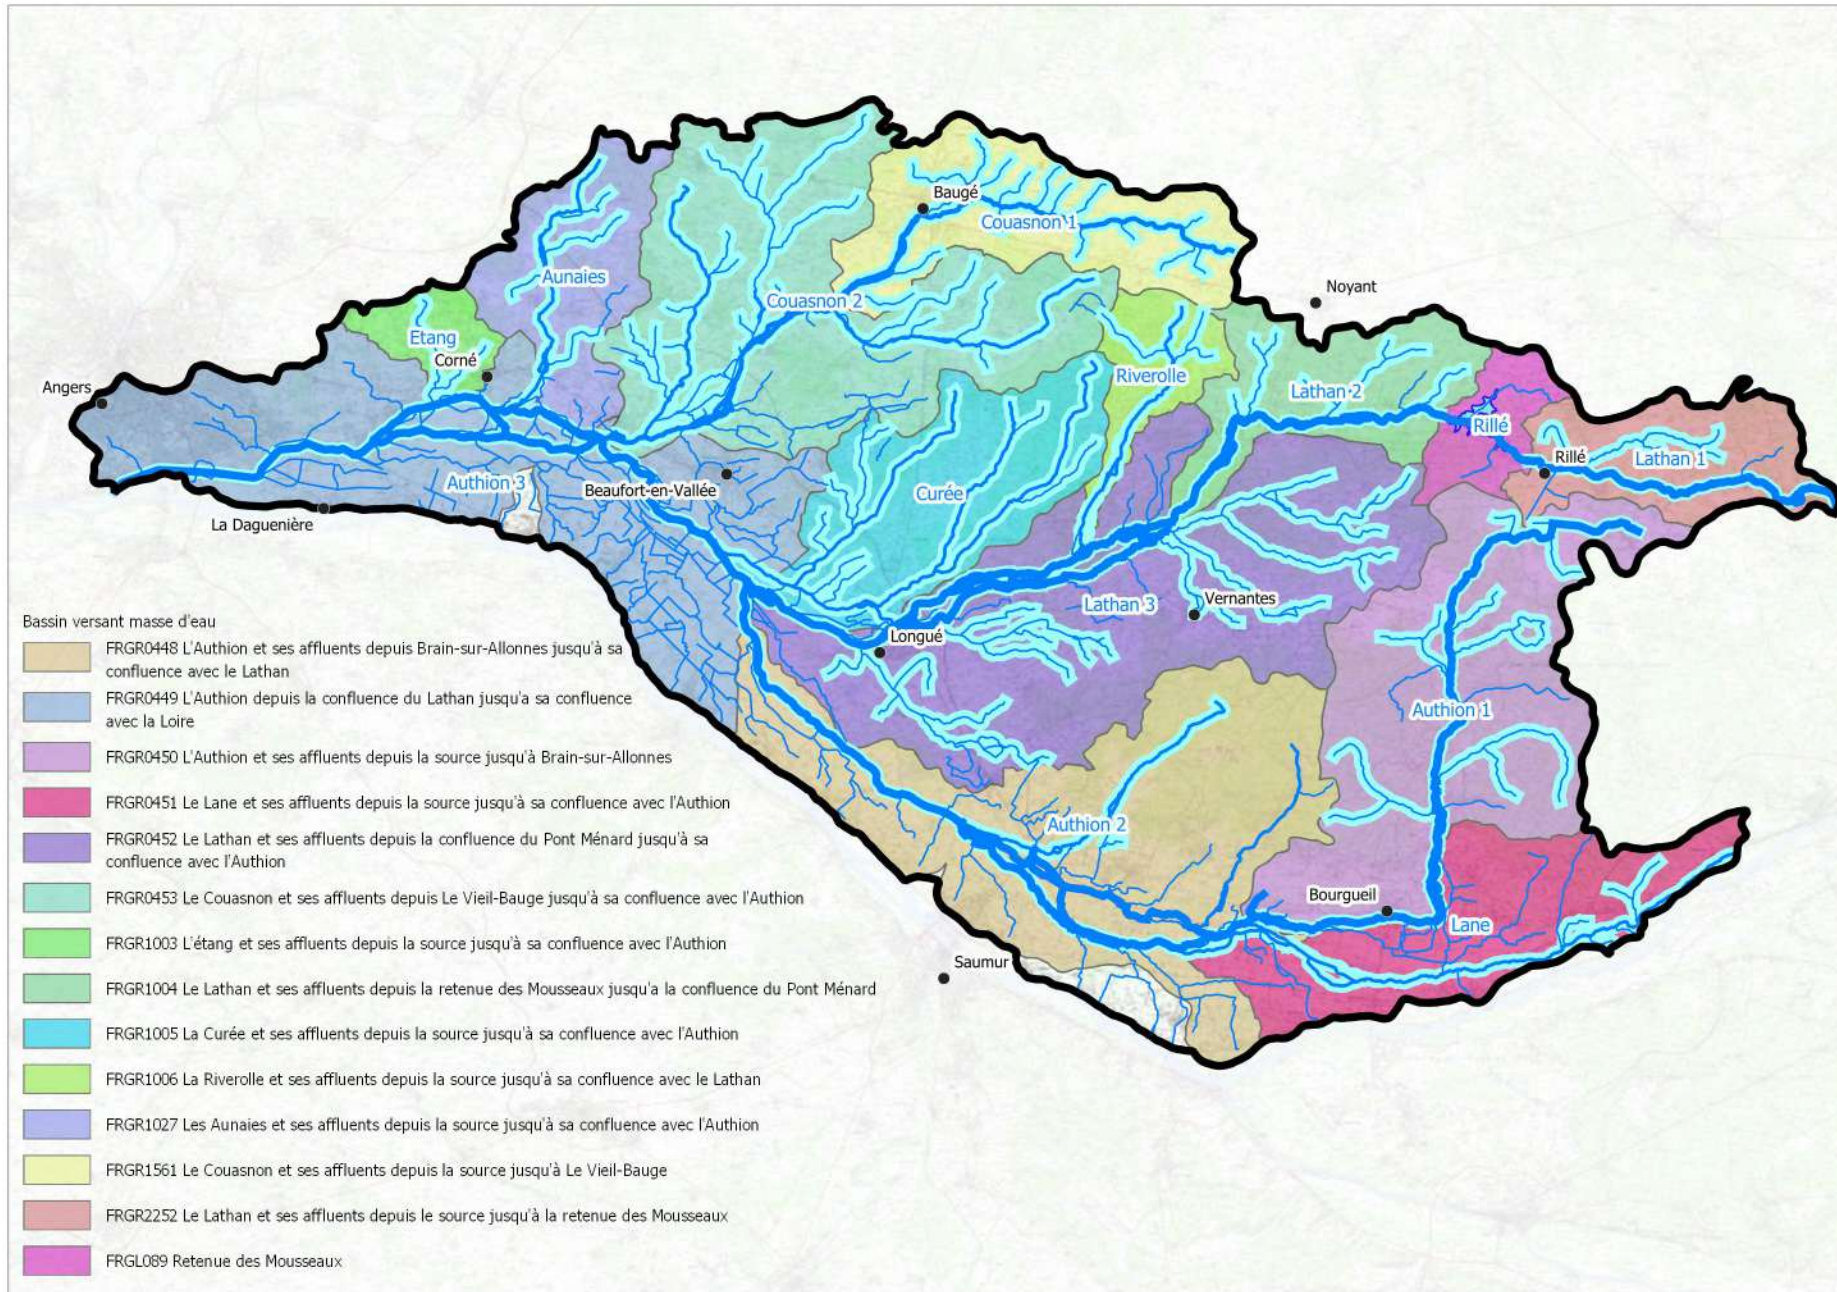 Baugé
Couasnon 1
Aunaies
Noyant
Couasnon 2
Etang
Corné
Riverolle
Angers
Lathan 2
Rillé
Rillé
Lathan 1
Authion 3
Beaufort-en-Vallée
Curée
La Daguenière
Lathan 3
Vernantes
Longué
Authion 1
Authion 2
Bourgueil
Lane
Saumur
Bassin versant masse d'eau
FRGR0448 L'Authion et ses affluents depuis Brain-sur-Allonnes jusqu'à sa
confluence avec le Lathan
FRGR0449 L'Authion depuis la confluence du Lathan jusqu'a sa confluence
avec la Loire
FRGR0450 L'Authion et ses affluents depuis la source jusqu'à Brain-sur-Allonnes
FRGR0451 Le Lane et ses affluents depuis la source jusqu'à sa confluence avec l'Authion
FRGR0452 Le Lathan et ses affluents depuis la confluence du Pont Ménard jusqu'à sa
confluence avec l'Authion
FRGR0453 Le Couasnon et ses affluents depuis Le Vieil-Bauge jusqu'à sa confluence avec l'Authion
FRGR1003 L'étang et ses affluents depuis la source jusqu'à sa confluence avec l'Authion
FRGR1004 Le Lathan et ses affluents depuis la retenue des Mousseaux jusqu'a la confluence du Pont Ménard
FRGR1005 La Curée et ses affluents depuis la source jusqu'à sa confluence avec l'Authion
FRGR1006 La Riverolle et ses affluents depuis la source jusqu'à sa confluence avec le Lathan
FRGR1027 Les Aunaies et ses affluents depuis la source jusqu'à sa confluence avec l'Authion
FRGR1561 Le Couasnon et ses affluents depuis la source jusqu'à Le Vieil-Bauge
FRGR2252 Le Lathan et ses affluents depuis le source jusqu'à la retenue des Mousseaux
FRGL089 Retenue des Mousseaux